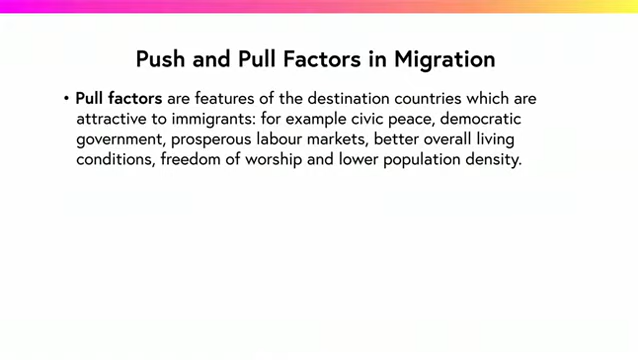 Push and Pull Factors in Migration
• Pull factors are features of the destination countries which are
attractive to immigrants: for example civic peace, democratic
government, prosperous labour markets, better overall living
conditions, freedom of worship and lower population density.